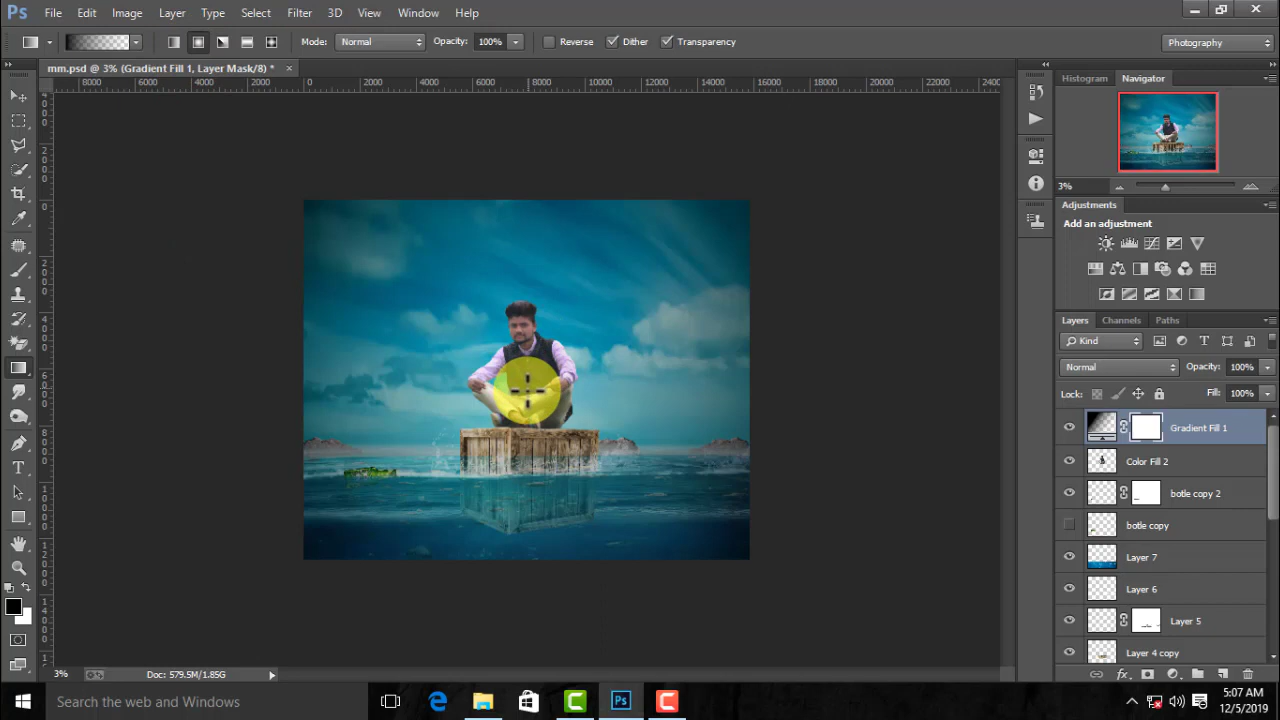 Ps File Edit Image Layer Type Select Filter 3D View Window Help
Mode: Normal Opacity: 100% Reverse Dither Transparency Photography
mm.psd @ 3% (Gradient Fill 1, Layer Mask/8) * ×
8000 6000 4000 2000 0 2000 4000 6000 8000 10000 12000 14000 16000 18000 20000 22000 2400
Histogram Navigator
3%
Adjustments
Add an adjustment
Layers Channels Paths
Kind
Normal Opacity: 100%
Lock: Fill: 100%
Gradient Fill 1
Color Fill 2
botle copy 2
botle copy
Layer 7
Layer 6
Layer 5
Layer 4 copy
3% Doc: 579.5M/1.85G
Search the web and Windows
Ps
5:07 AM
12/5/2019